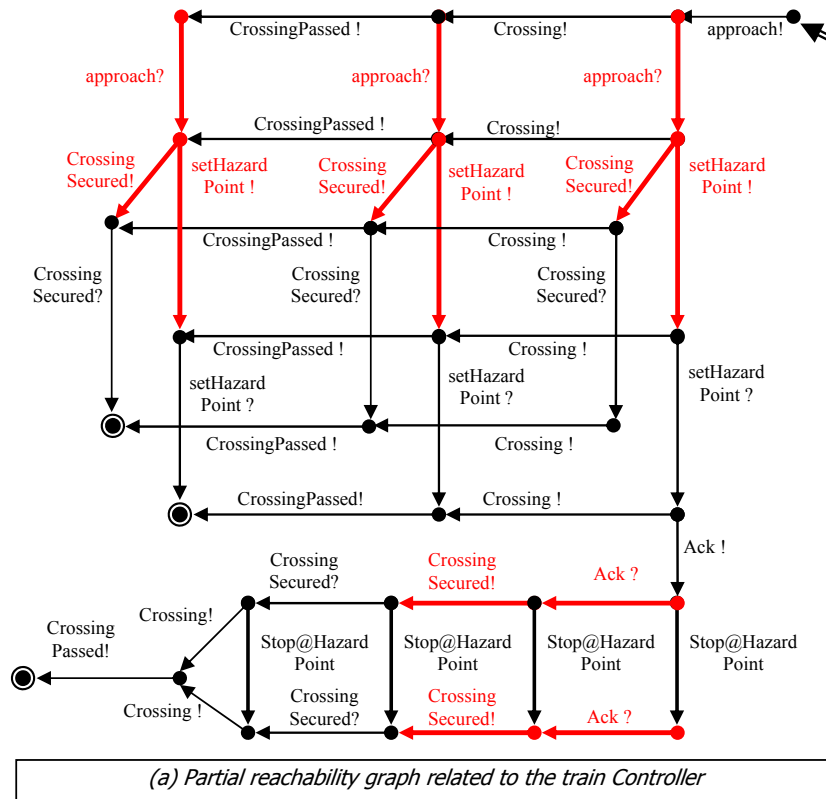 CrossingPassed !
Crossing!
approach!
approach?
approach?
approach?
CrossingPassed !
Crossing!
Crossing
Secured!
setHazard
Point !
Crossing
Secured!
setHazard
Point !
Crossing
Secured!
setHazard
Point !
CrossingPassed !
Crossing !
Crossing
Secured?
Crossing
Secured?
Crossing
Secured?
CrossingPassed !
Crossing !
setHazard
Point ?
setHazard
Point ?
setHazard
Point ?
CrossingPassed !
Crossing !
CrossingPassed!
Crossing !
Ack !
Crossing
Secured?
Crossing
Secured!
Ack ?
Crossing!
Crossing
Passed!
Stop@Hazard
Point
Stop@Hazard
Point
Stop@Hazard
Point
Stop@Hazard
Point
Crossing !
Crossing
Secured?
Crossing
Secured!
Ack ?
(a) Partial reachability graph related to the train Controller